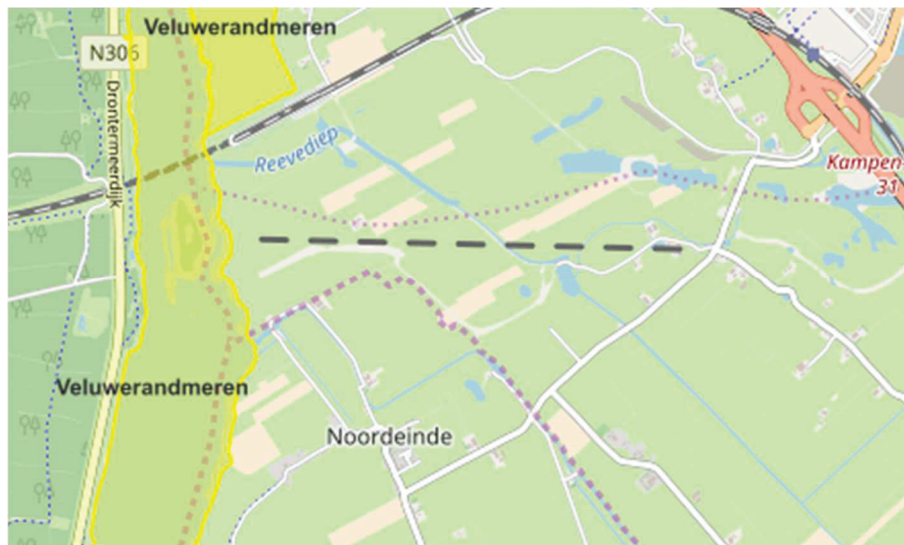 Veluwerandmeren
N306
Drontermeerdijk
Reevediep
Kampen
31
Veluwerandmeren
Noordeinde